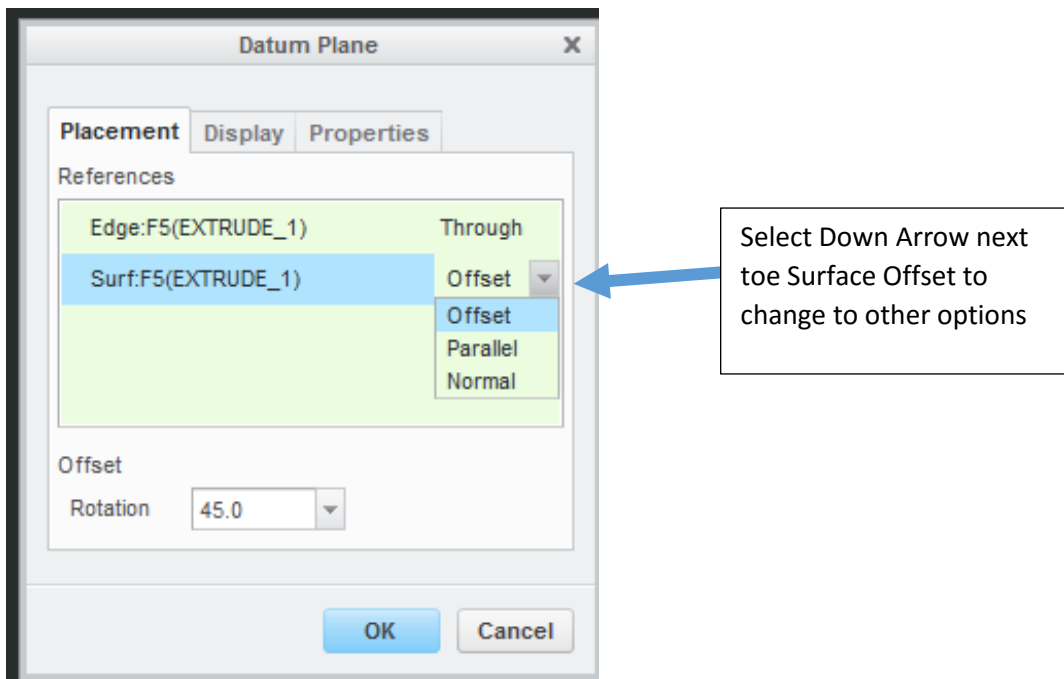 Datum Plane X
Placement Display Properties
References
Edge:F5(EXTRUDE_1) Through
Surf:F5(EXTRUDE_1) Offset
Offset
Parallel
Normal
Offset
Rotation 45.0
OK Cancel
Select Down Arrow next
toe Surface Offset to
change to other options